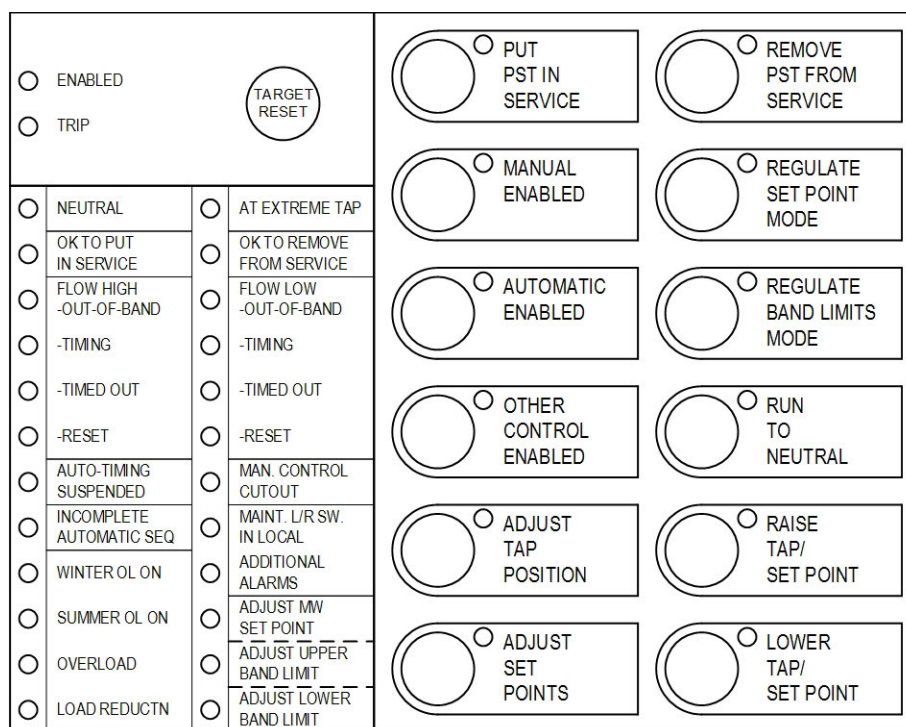 ENABLED
TRIP
TARGET
RESET
NEUTRAL
OK TO PUT
IN SERVICE
FLOW HIGH
-OUT-OF-BAND
-TIMING
-TIMED OUT
-RESET
AUTO-TIMING
SUSPENDED
INCOMPLETE
AUTOMATIC SEQ
WINTER OL ON
SUMMER OL ON
OVERLOAD
LOAD REDUCTN
AT EXTREME TAP
OK TO REMOVE
FROM SERVICE
FLOW LOW
-OUT-OF-BAND
-TIMING
-TIMED OUT
-RESET
MAN. CONTROL
CUTOUT
MAINT. L/R SW.
IN LOCAL
ADDITIONAL
ALARMS
ADJUST MW
SET POINT
ADJUST UPPER
BAND LIMIT
ADJUST LOWER
BAND LIMIT
PUT
PST IN
SERVICE
REMOVE
PST FROM
SERVICE
MANUAL
ENABLED
REGULATE
SET POINT
MODE
AUTOMATIC
ENABLED
REGULATE
BAND LIMITS
MODE
OTHER
CONTROL
ENABLED
RUN
TO
NEUTRAL
ADJUST
TAP
POSITION
RAISE
TAP/
SET POINT
ADJUST
SET
POINTS
LOWER
TAP/
SET POINT